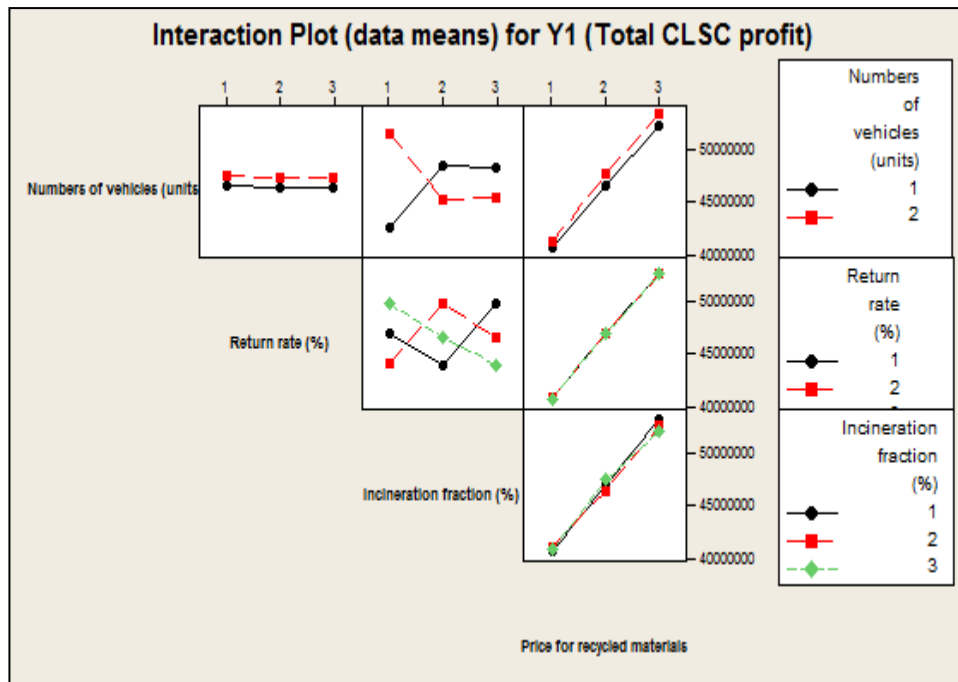 Interaction Plot (data means) for Y1 (Total CLSC profit)
1 2 3 1 2 3 1 2 3
Numbers of vehicles (units
50000000
45000000
40000000
Numbers
of
vehicles
(units)
1
2
Return rate (%)
50000000
45000000
40000000
Return
rate
(%)
1
2
Incineration fraction (%)
50000000
45000000
40000000
Incineration
fraction
(%)
1
2
3
Price for recycled materials